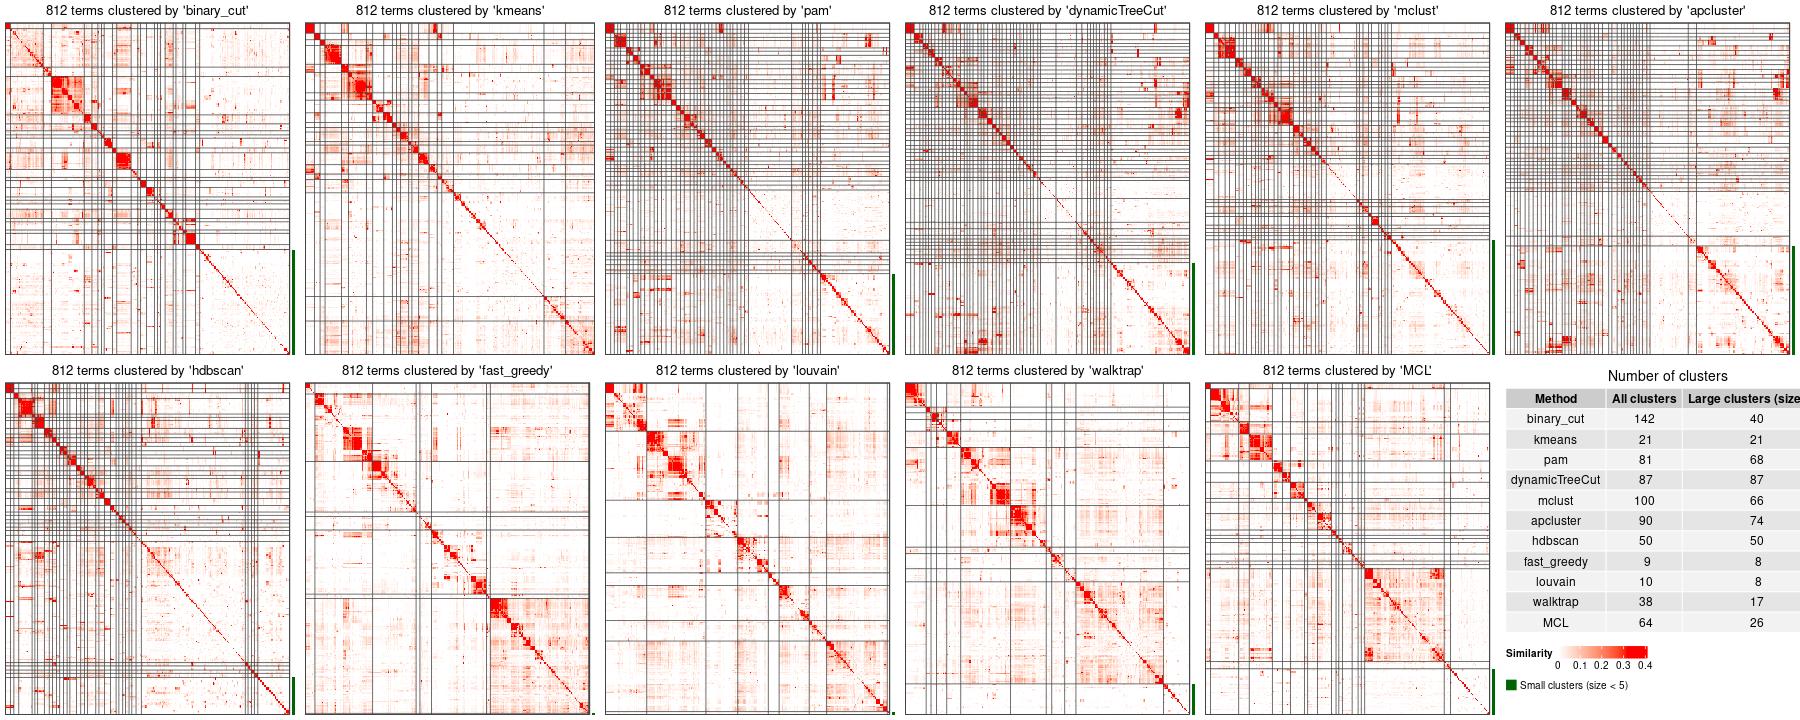 812 terms clustered by 'binary_cut'
812 terms clustered by 'kmeans'
812 terms clustered by 'pam'
812 terms clustered by 'dynamicTreeCut'
812 terms clustered by 'mclust'
812 terms clustered by 'apcluster'
812 terms clustered by 'hdbscan'
812 terms clustered by 'fast_greedy'
812 terms clustered by 'louvain'
812 terms clustered by 'walktrap'
812 terms clustered by 'MCL'
Number of clusters
Method All clusters Large clusters (size
binary_cut 142 40
kmeans 21 21
pam 81 68
dynamicTreeCut 87 87
mclust 100 66
apcluster 90 74
hdbscan 50 50
fast_greedy 9 8
louvain 10 8
walktrap 38 17
MCL 64 26
Similarity
0 0.1 0.2 0.3 0.4
Small clusters (size < 5)